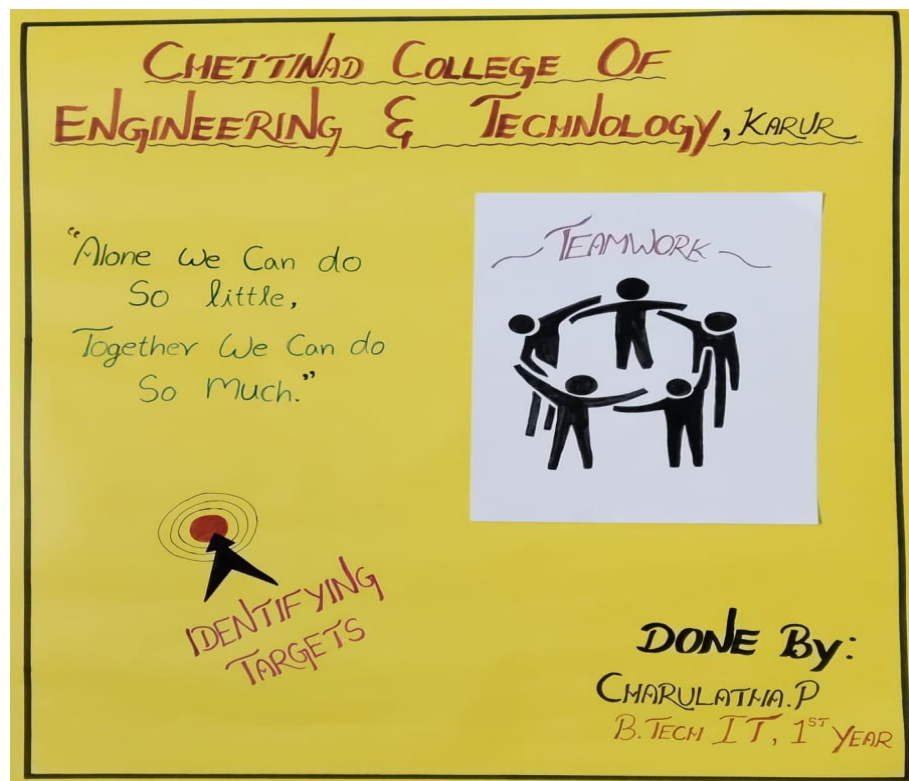 CHETTINAD COLLEGE OF
ENGINEERING & TECHNOLOGY, KARUR
"Alone We Can do
So little,
Together We Can do
So Much."
TEAMWORK
IDENTIFYING
TARGETS
DONE By:
CHARULATHA.P
B.TECH IT, 1ST YEAR